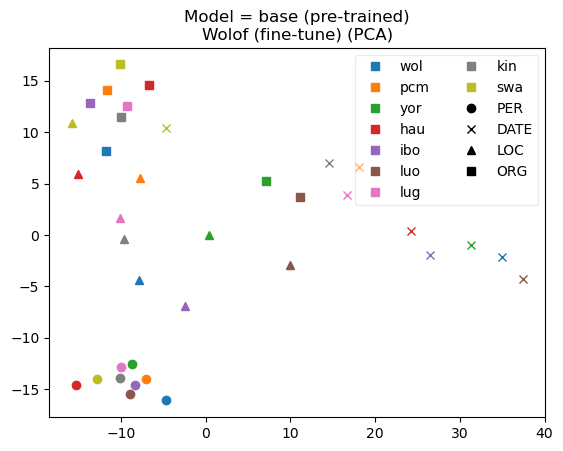 Model = base (pre-trained)
Wolof (fine-tune) (PCA)
wol
pcm
yor
hau
ibo
luo
lug
kin
swa
PER
DATE
LOC
ORG
15
10
5
0
−5
−10
−15
−10 0 10 20 30 40